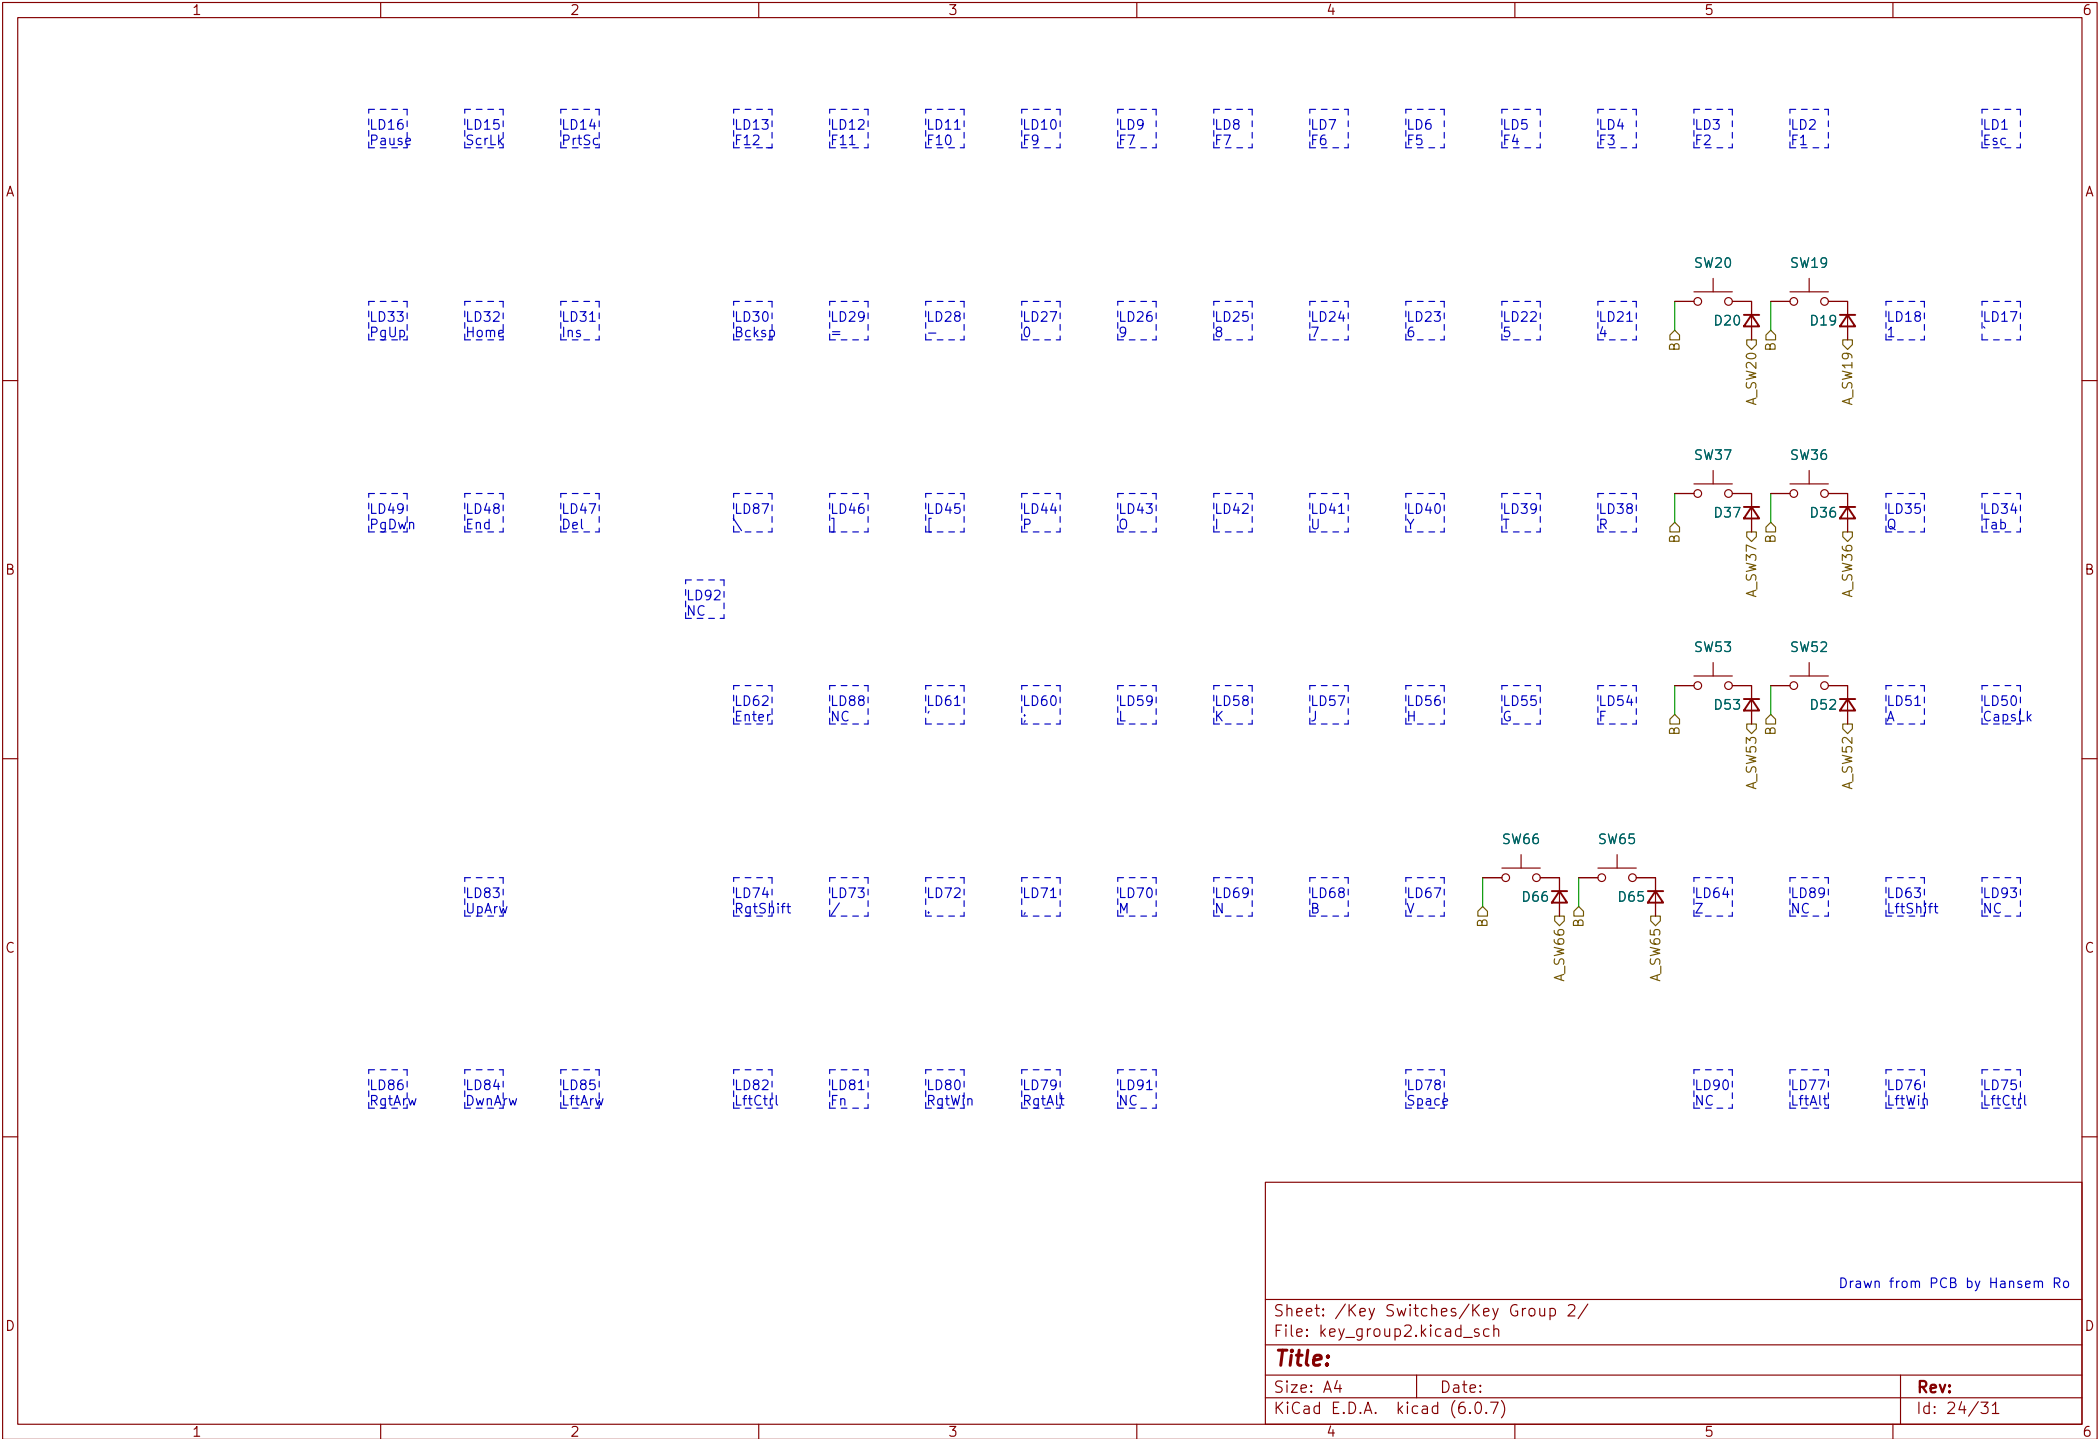 1 2 3 4 5 6
LD16 LD15 LD14 LD13 LD12 LD11 LD10 LD9 LD8 LD7 LD6 LD5 LD4 LD3 LD2 LD1
Pause ScrLk PrtSc F12 F11 F10 F9 F7 F7 F6 F5 F4 F3 F2 F1 Esc
A A
SW20 SW19
LD33 LD32 LD31 LD30 LD29 LD28 LD27 LD26 LD25 LD24 LD23 LD22 LD21 D20 D19 LD18 LD17
PgUp Home Ins Bcksp = - 0 9 8 7 6 5 4 1 `
B B
A_SW20 A_SW19
SW37 SW36
LD49 LD48 LD47 LD87 LD46 LD45 LD44 LD43 LD42 LD41 LD40 LD39 LD38 D37 D36 LD35 LD34
PgDwn End Del \ ] [ P O I U Y T R Q Tab
B B
A_SW37 A_SW36
B B
LD92
NC
SW53 SW52
LD62 LD88 LD61 LD60 LD59 LD58 LD57 LD56 LD55 LD54 D53 D52 LD51 LD50
Enter NC ' ; L K J H G F A CapsLk
B B
A_SW53 A_SW52
SW66 SW65
LD83 LD74 LD73 LD72 LD71 LD70 LD69 LD68 LD67 D66 D65 LD64 LD89 LD63 LD93
UpArw RgtShift / . , M N B V Z NC LftShift NC
B B
A_SW66 A_SW65
C C
LD86 LD84 LD85 LD82 LD81 LD80 LD79 LD91 LD78 LD90 LD77 LD76 LD75
RgtArw DwnArw LftArw LftCtrl Fn RgtWin RgtAlt NC Space NC LftAlt LftWin LftCtrl
Drawn from PCB by Hansem Ro
Sheet: /Key Switches/Key Group 2/
File: key_group2.kicad_sch
D D
Title:
Size: A4 Date: Rev:
KiCad E.D.A. kicad (6.0.7) Id: 24/31
1 2 3 4 5 6